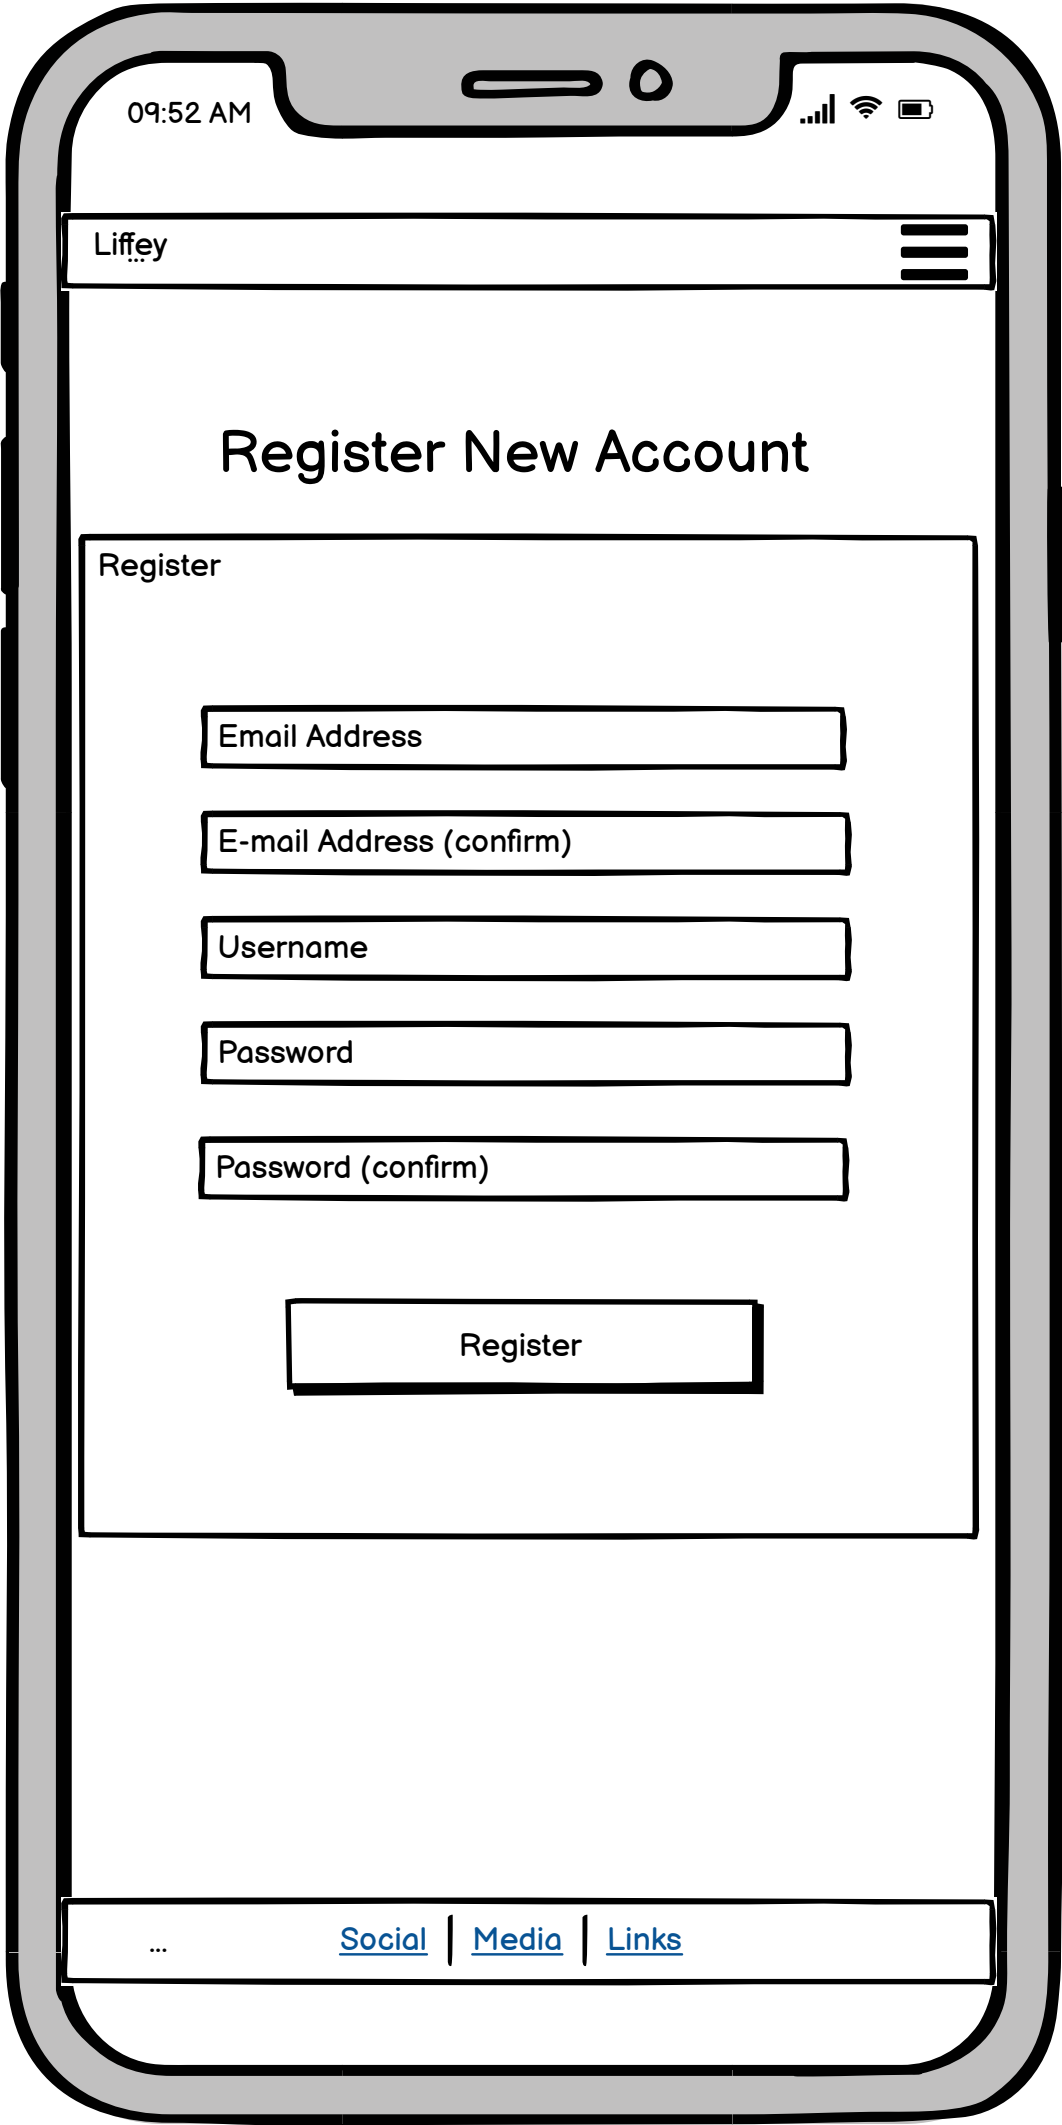 09:52 AM
Liffey
...
Register New Account
Register
Email Address
E-mail Address (confirm)
Username
Password
Password (confirm)
Register
... Social | Media | Links